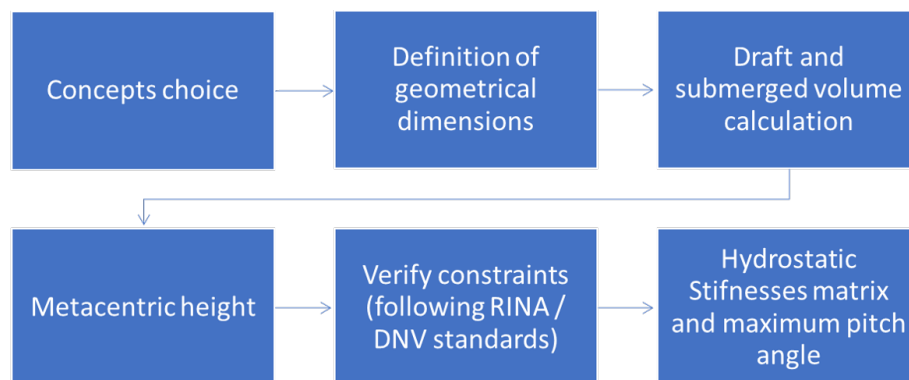 Concepts choice
Definition of
geometrical
dimensions
Draft and
submerged volume
calculation
Metacentric height
Verify constraints
(following RINA /
DNV standards)
Hydrostatic
Stifnesses matrix
and maximum pitch
angle